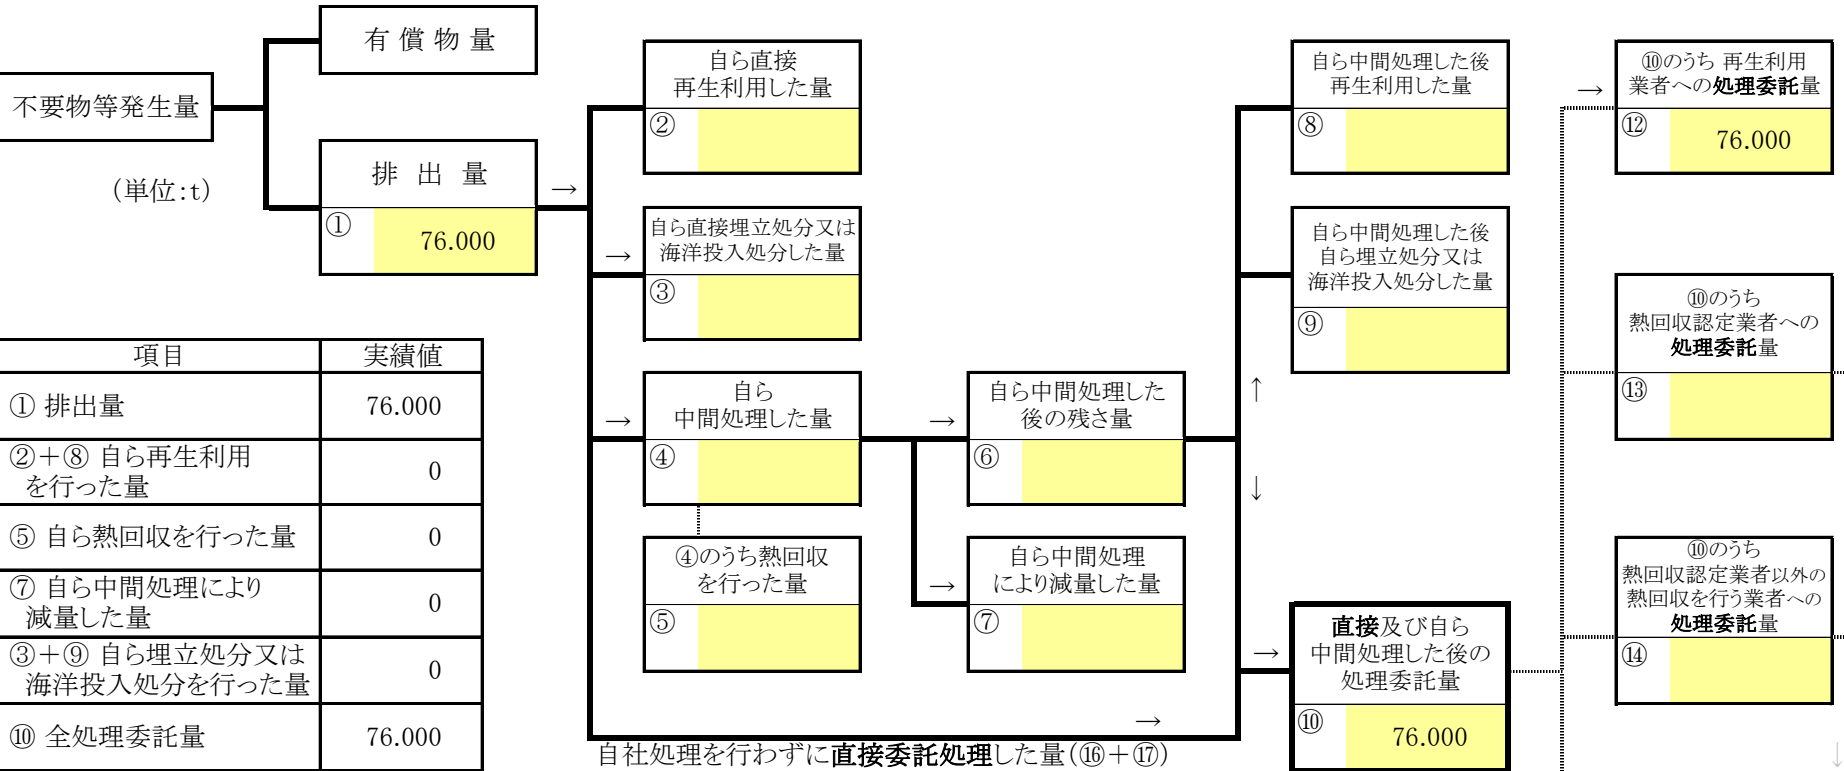 有 償 物 量
不要物等発生量
(単位:t)
排 出 量
①
76.000
→
自ら直接
再生利用した量
②
→
自ら直接埋立処分又は
海洋投入処分した量
③
→
自ら
中間処理した量
④
④のうち熱回収
を行った量
⑤
→
自ら中間処理した
後の残さ量
⑥
→
自ら中間処理
により減量した量
⑦
自ら中間処理した後
再生利用した量
⑧
自ら中間処理した後
自ら埋立処分又は
海洋投入処分した量
⑨
↑
↓
→
直接及び自ら
中間処理した後の
処理委託量
⑩
76.000
→
自社処理を行わずに直接委託処理した量(⑯+⑰)
→
⑩のうち 再生利用
業者への処理委託量
⑫
76.000
⑩のうち
熱回収認定業者への
処理委託量
⑬
⑩のうち
熱回収認定業者以外の
熱回収を行う業者への
処理委託量
⑭
↓
項目 実績値
① 排出量 76.000
②+⑧ 自ら再生利用
を行った量 0
⑤ 自ら熱回収を行った量 0
⑦ 自ら中間処理により
減量した量 0
③+⑨ 自ら埋立処分又は
海洋投入処分を行った量 0
⑩ 全処理委託量 76.000